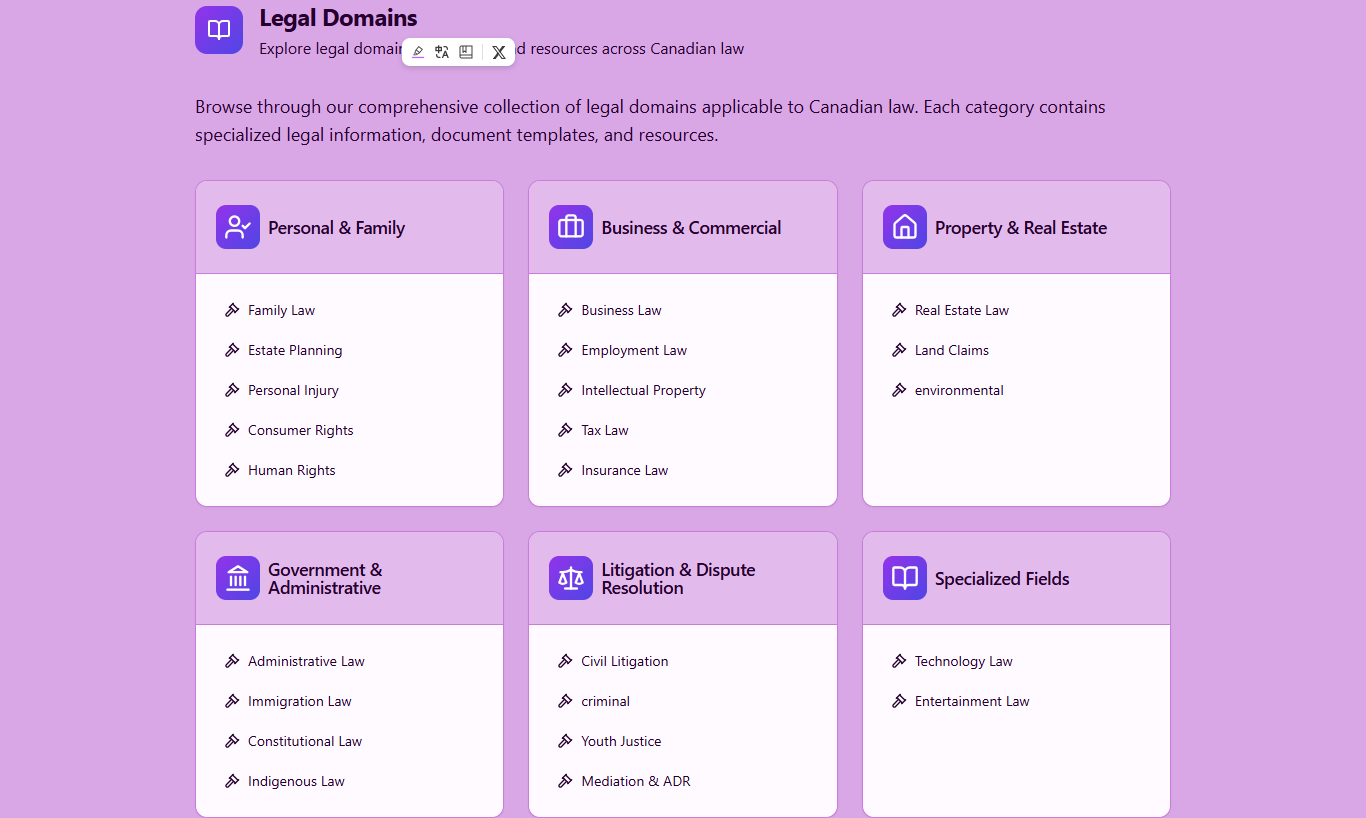 Legal Domains
Explore legal domain d resources across Canadian law
Browse through our comprehensive collection of legal domains applicable to Canadian law. Each category contains
specialized legal information, document templates, and resources.
Personal & Family
Family Law
Estate Planning
Personal Injury
Consumer Rights
Human Rights
Business & Commercial
Business Law
Employment Law
Intellectual Property
Tax Law
Insurance Law
Property & Real Estate
Real Estate Law
Land Claims
environmental
Government &
Administrative
Administrative Law
Immigration Law
Constitutional Law
Indigenous Law
Litigation & Dispute
Resolution
Civil Litigation
criminal
Youth Justice
Mediation & ADR
Specialized Fields
Technology Law
Entertainment Law